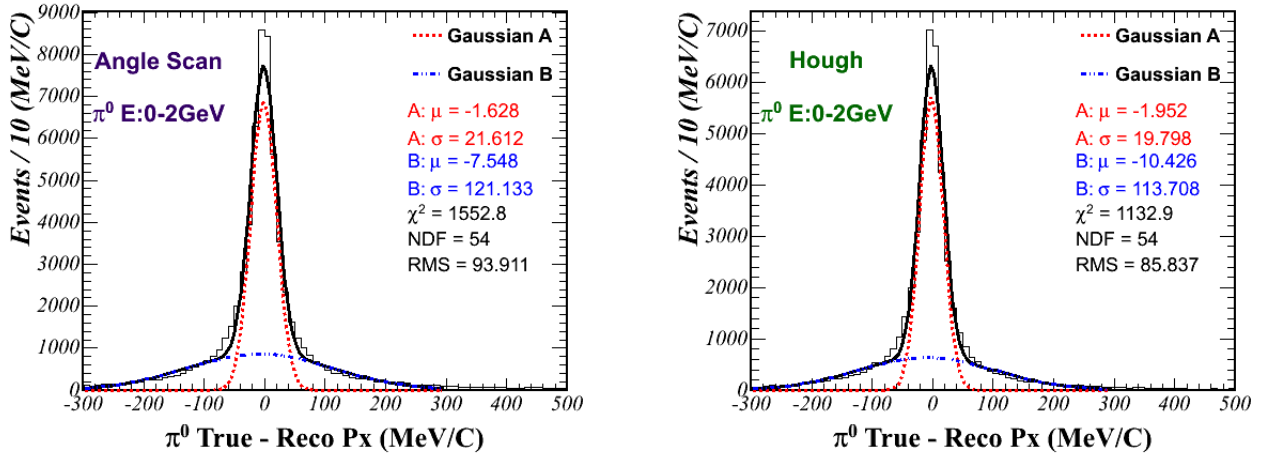 Events / 10 (MeV/C)
9000
8000
7000
6000
5000
4000
3000
2000
1000
0
Angle Scan
π⁰ E:0-2GeV
Gaussian A
Gaussian B
A: μ = -1.628
A: σ = 21.612
B: μ = -7.548
B: σ = 121.133
χ² = 1552.8
NDF = 54
RMS = 93.911
-300 -200 -100 0 100 200 300 400 500
π⁰ True - Reco Px (MeV/C)
Events / 10 (MeV/C)
7000
6000
5000
4000
3000
2000
1000
0
Hough
π⁰ E:0-2GeV
Gaussian A
Gaussian B
A: μ = -1.952
A: σ = 19.798
B: μ = -10.426
B: σ = 113.708
χ² = 1132.9
NDF = 54
RMS = 85.837
-300 -200 -100 0 100 200 300 400 500
π⁰ True - Reco Px (MeV/C)